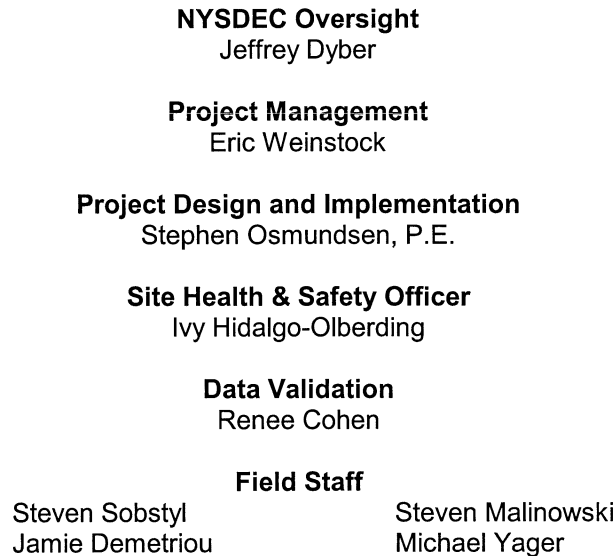 NYSDEC Oversight
Jeffrey Dyber
Project Management
Eric Weinstock
Project Design and Implementation
Stephen Osmundsen, P.E.
Site Health & Safety Officer
Ivy Hidalgo-Olberding
Data Validation
Renee Cohen
Field Staff
Steven Sobstyl Steven Malinowski
Jamie Demetriou Michael Yager